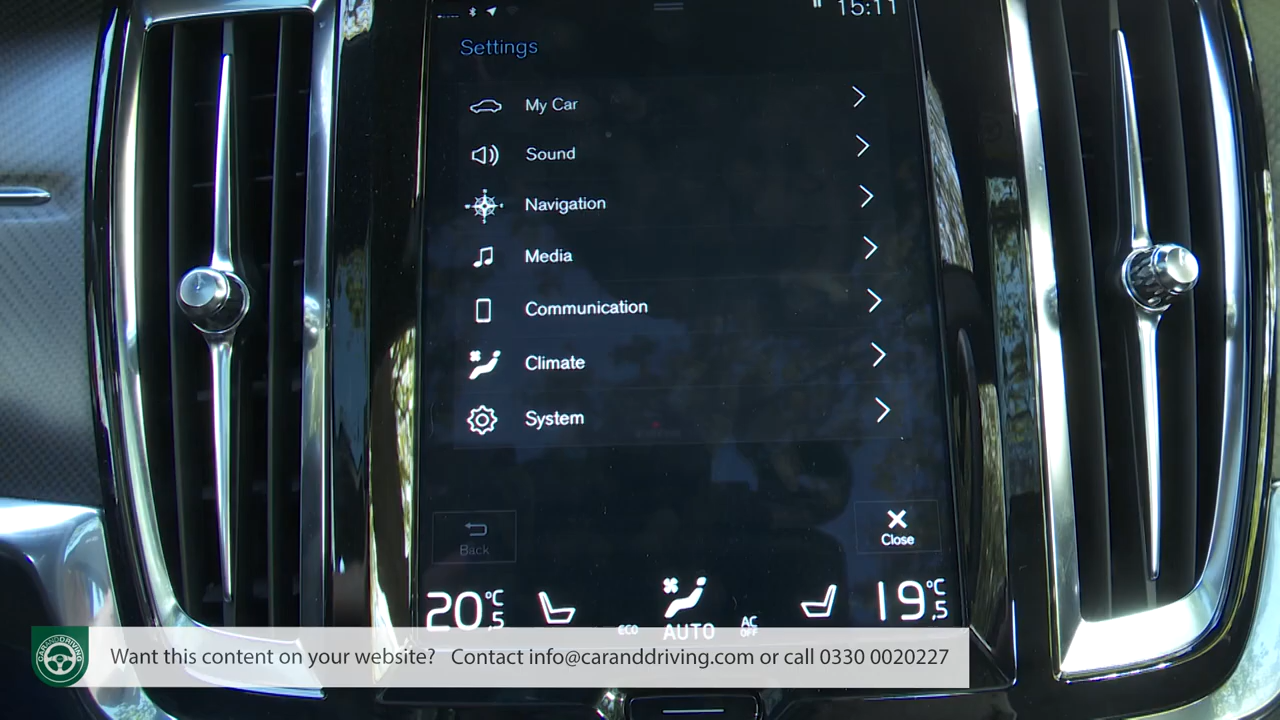 15:11
Settings
My Car
Sound
Navigation
Media
Communication
Climate
System
Back
Close
20,5°C
ECO
AUTO
AC OFF
19,5°C
CARANDDRIVING
Want this content on your website? Contact info@caranddriving.com or call 0330 0020227